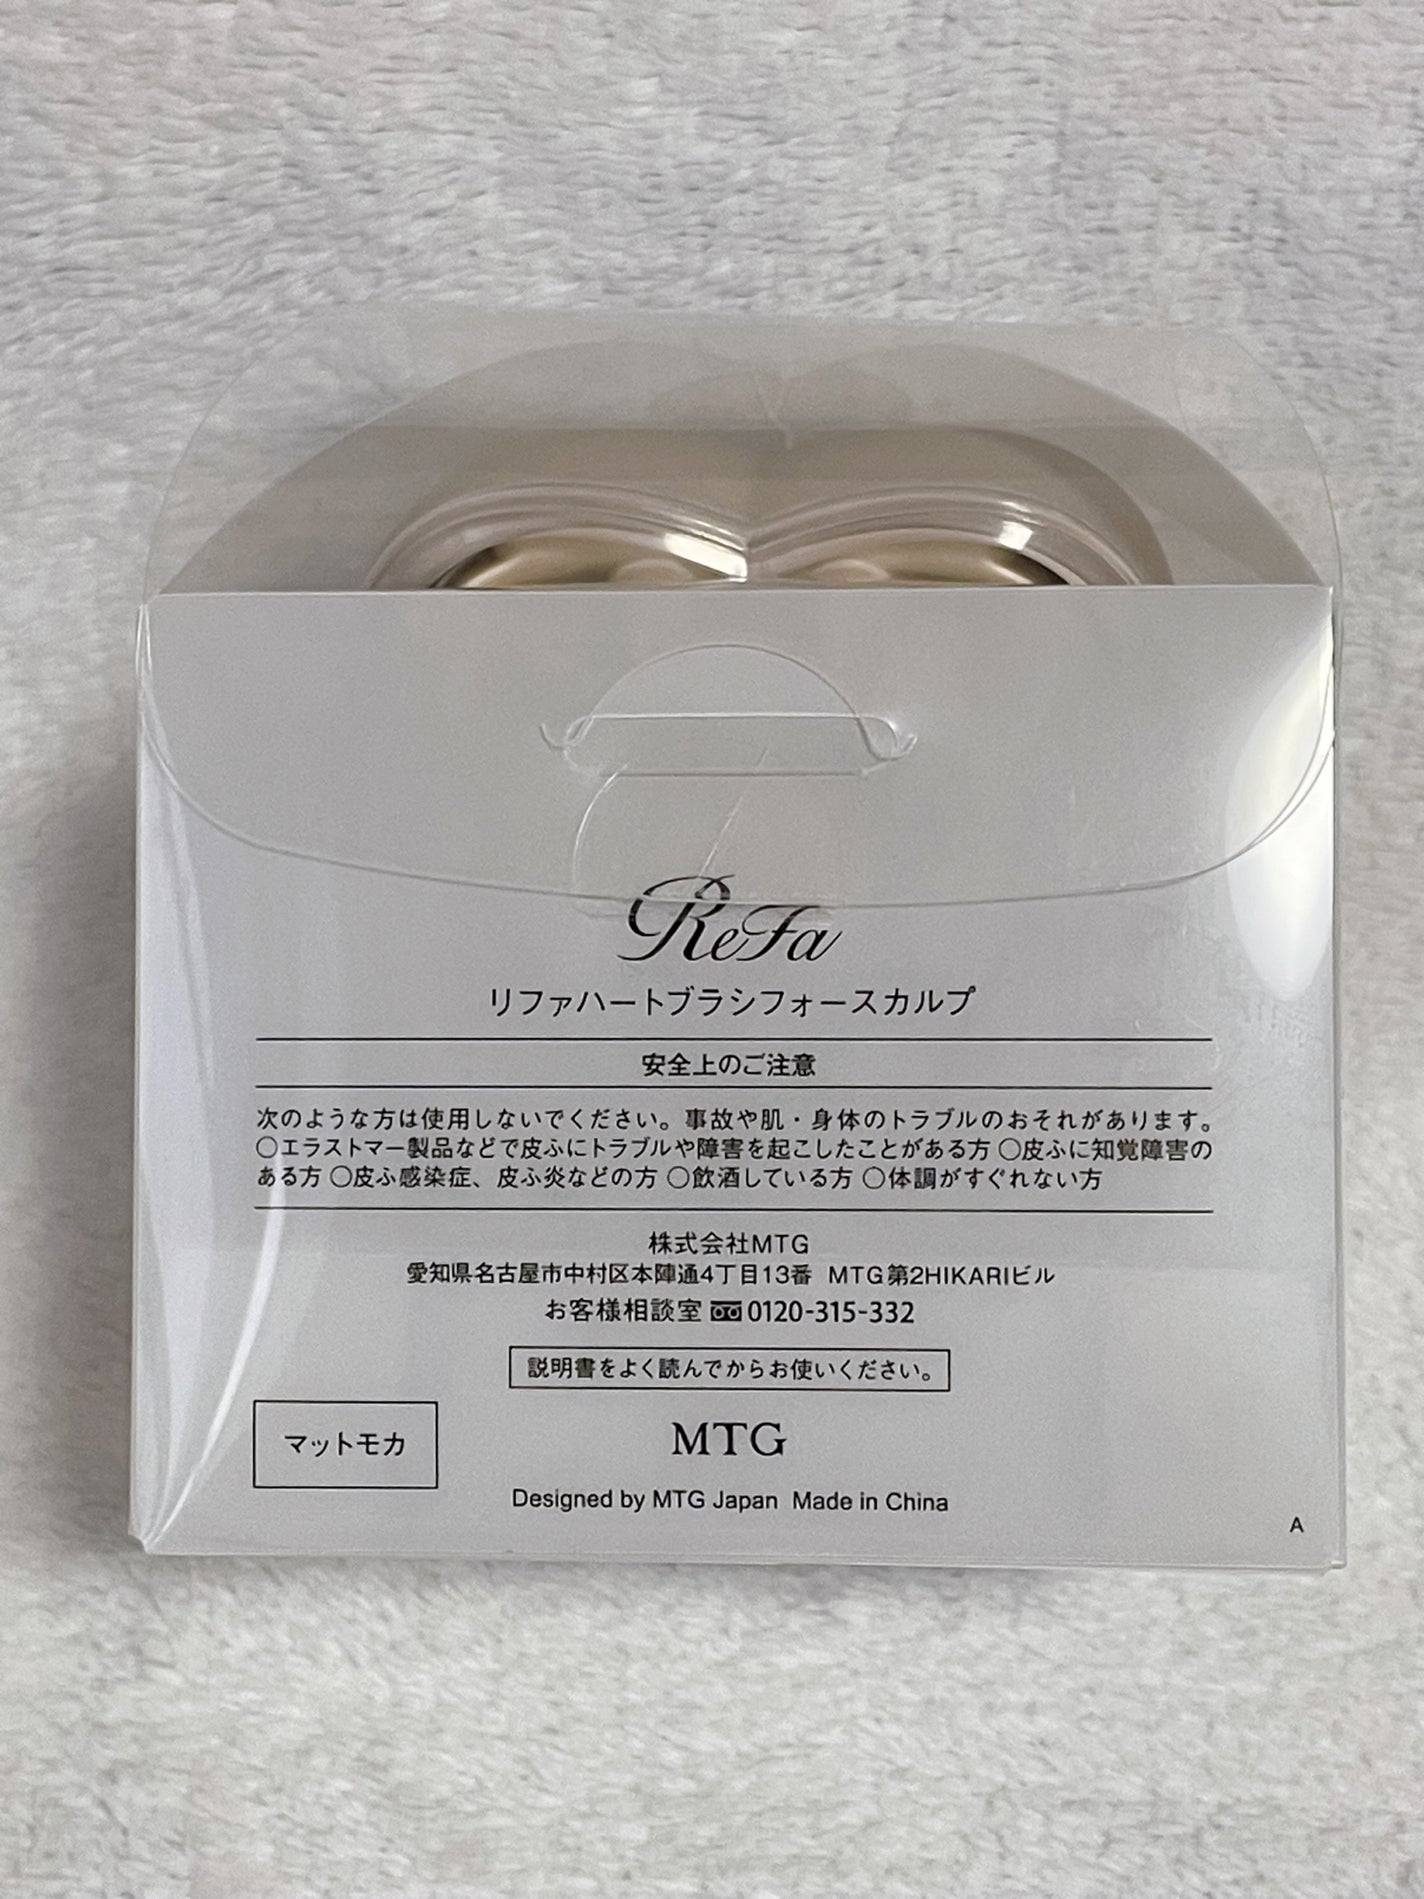 ReFa
リファハートブラシフォースカルプ
安全上のご注意
次のような方は使用しないでください。事故や肌・身体のトラブルのおそれがあります。
○エラストマー製品などで皮ふにトラブルや障害を起こしたことがある方 ○皮ふに知覚障害の
ある方 ○皮ふ感染症、皮ふ炎などの方 ○飲酒している方 ○体調がすぐれない方
株式会社MTG
愛知県名古屋市中村区本陣通4丁目13番 MTG第2HIKARIビル
お客様相談室 0120-315-332
説明書をよく読んでからお使いください。
マットモカ
MTG
Designed by MTG Japan Made in China
A